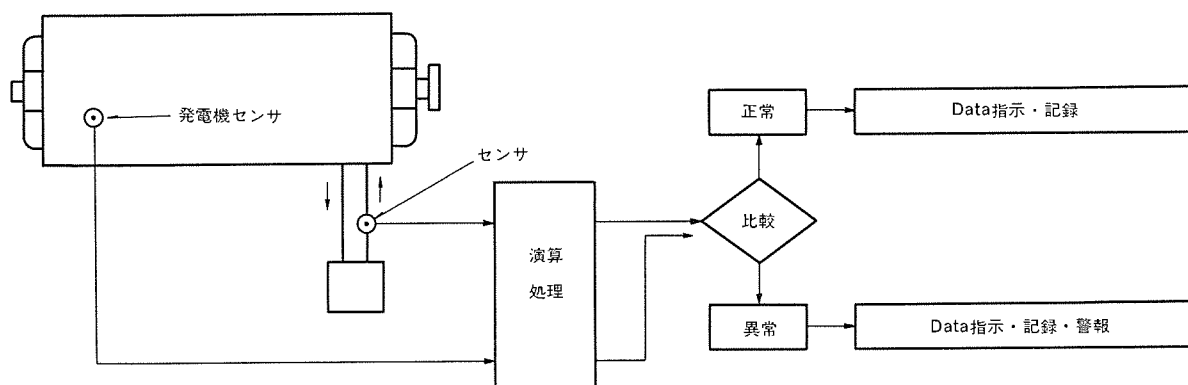 発電機センサ
センサ
演算
処理
比較
正常
Data指示・記録
異常
Data指示・記録・警報